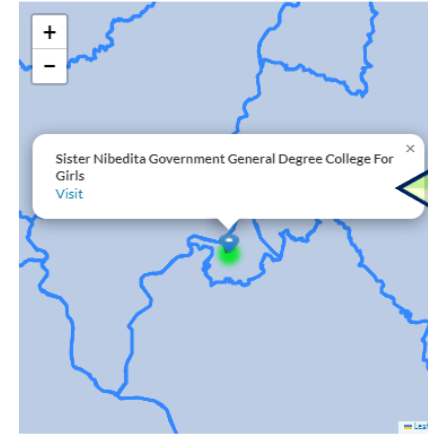 +
−
Sister Nibedita Government General Degree College For
Girls
Visit
×